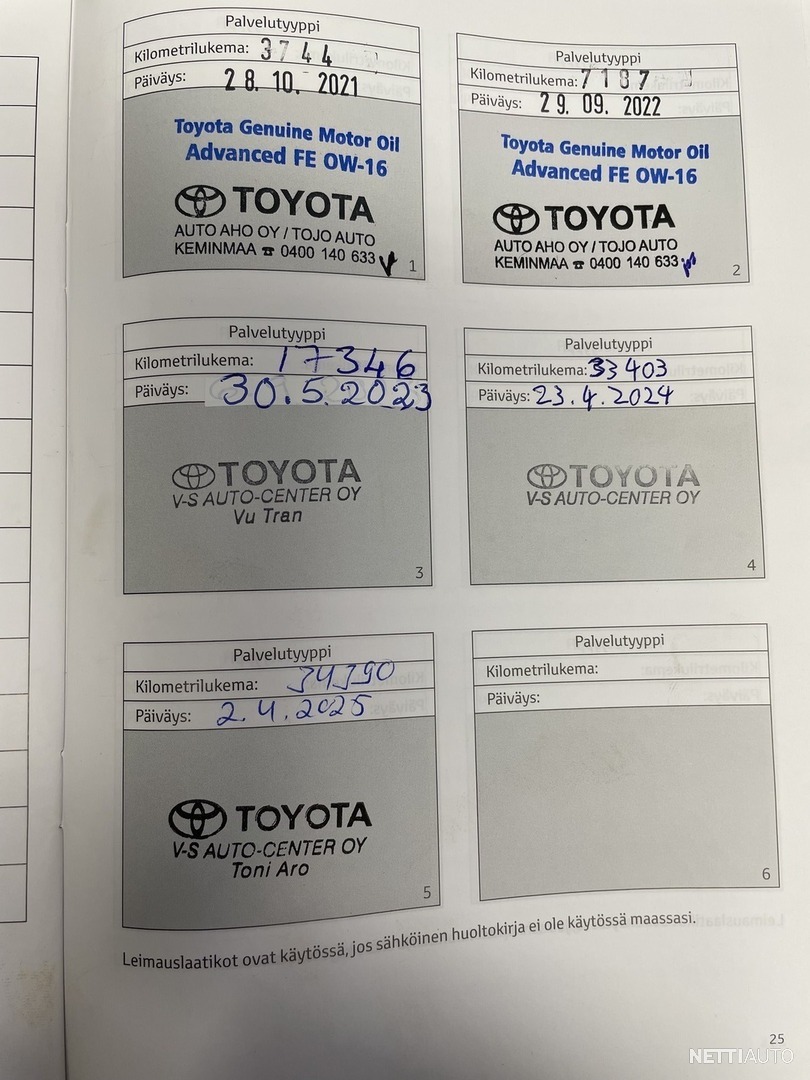 Palvelutyyppi
Kilometrilukema: 3744
Päiväys: 28. 10. 2021
Toyota Genuine Motor Oil
Advanced FE 0W-16
TOYOTA
AUTO AHO OY / TOJO AUTO
KEMINMAA ☎ 0400 140 633
1
Palvelutyyppi
Kilometrilukema: 7187
Päiväys: 29. 09. 2022
Toyota Genuine Motor Oil
Advanced FE 0W-16
TOYOTA
AUTO AHO OY / TOJO AUTO
KEMINMAA ☎ 0400 140 633
2
Palvelutyyppi
Kilometrilukema: 17346
Päiväys: 30.5.2023
TOYOTA
V-S AUTO-CENTER OY
Vu Tran
3
Palvelutyyppi
Kilometrilukema: 33403
Päiväys: 23.4.2024
TOYOTA
V-S AUTO-CENTER OY
4
Palvelutyyppi
Kilometrilukema: 34390
Päiväys: 2.4.2025
TOYOTA
V-S AUTO-CENTER OY
Toni Aro
5
Palvelutyyppi
Kilometrilukema:
Päiväys:
6
Leimauslaatikot ovat käytössä, jos sähköinen huoltokirja ei ole käytössä maassasi.
25
NETTIAUTO